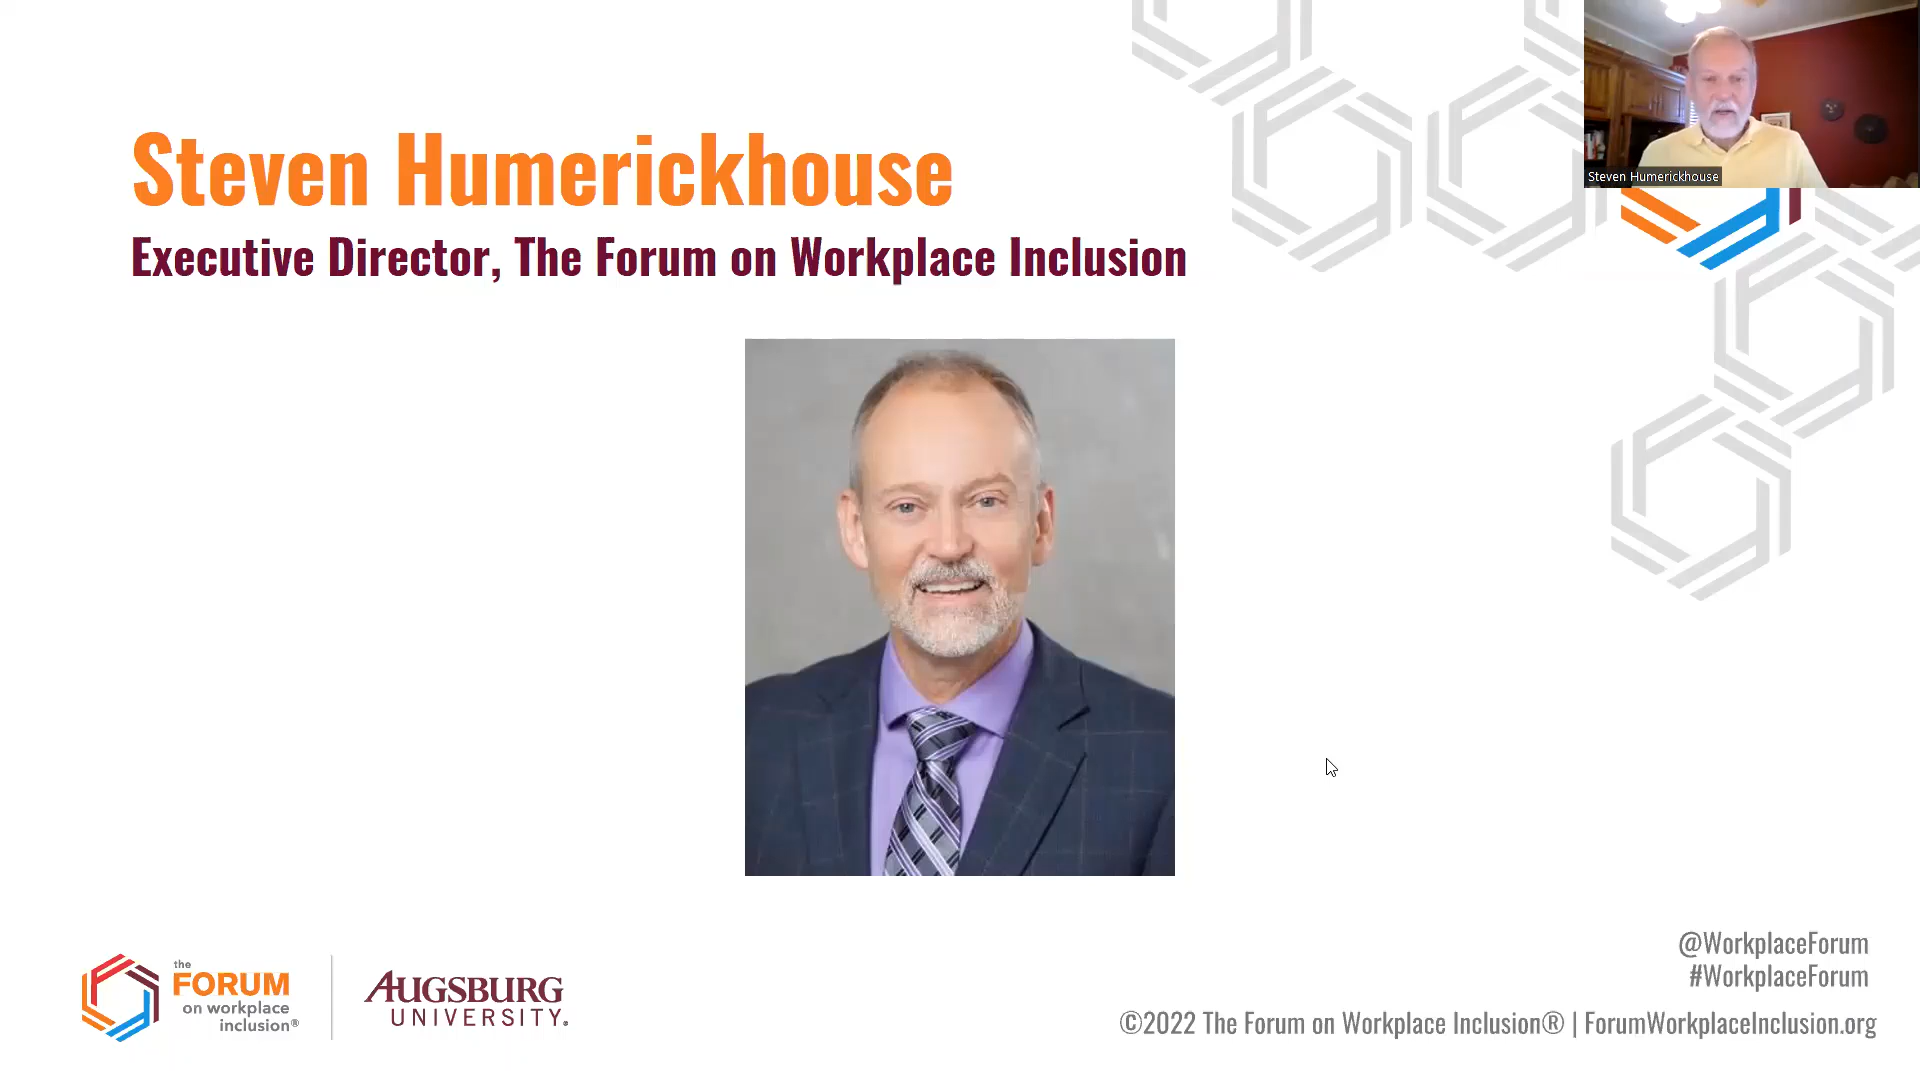 Steven Humerickhouse
Executive Director, The Forum on Workplace Inclusion
Steven Humerickhouse
the
FORUM
on workplace
inclusion®
AUGSBURG
UNIVERSITY®
@WorkplaceForum
#WorkplaceForum
©2022 The Forum on Workplace Inclusion® | ForumWorkplaceInclusion.org